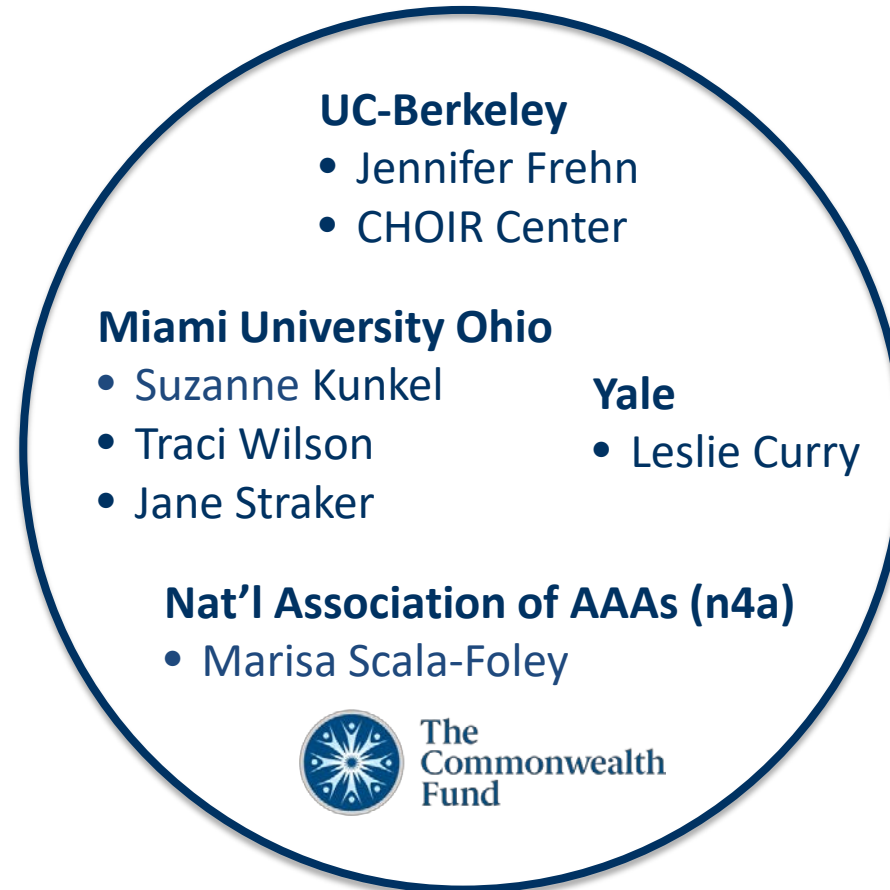 UC-Berkeley
• Jennifer Frehn
• CHOIR Center
Miami University Ohio
• Suzanne Kunkel
• Traci Wilson
• Jane Straker
Yale
• Leslie Curry
Nat’l Association of AAAs (n4a)
• Marisa Scala-Foley
The
Commonwealth
Fund